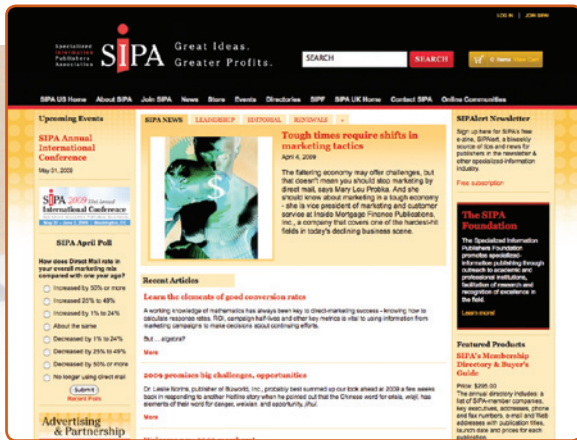 LOG IN | JOIN SIPA!
Specialized
Information
Publishers
Association
SIPA
Great Ideas.
Greater Profits.
SEARCH
SEARCH
0 items View Cart
SIPA US Home About SIPA Join SIPA News Store Events Directories SIPF SIPA UK Home Contact SIPA Online Communities
Upcoming Events
SIPA Annual
International
Conference
May 31, 2009
SIPA 2009
International Conference
SIPA April Poll
How does Direct Mail rate in
your overall marketing mix
compared with one year ago?
Increased by 50% or more
Increased 25% to 49%
Increased by 1% to 24%
About the same
Decreased by 1% to 24%
Decreased by 25% to 49%
Decreased by 50% or more
No longer using direct mail
Submit
Recent Polls
Advertising
& Partnership
SIPA NEWS LEADERSHIP EDITORIAL RENEWALS »
Tough times require shifts in
marketing tactics
April 4, 2009
The faltering economy may offer challenges, but
that doesn't mean you should stop marketing by
direct mail, says Mary Lou Probka. And she
should know about marketing in a tough economy
- she is vice president of marketing and customer
service at Inside Mortgage Finance Publications,
Inc., a company that covers one of the hardest-hit
fields in today's declining business scene.
Recent Articles
Learn the elements of good conversion rates
A working knowledge of mathematics has always been key to direct-marketing success - knowing how to
calculate response rates. ROI, campaign half-lives and other key metrics is vital to using information from
marketing campaigns to make decisions about continuing efforts.
But ... algebra?
More
2009 promises big challenges, opportunities
Dr. Leslie Norins, publisher of Bioworld, Inc., probably best summed up our look ahead at 2009 a few weeks
back in responding to another Hotline story when he pointed out that the Chinese word for crisis, weiji, has
elements of their word for danger, weixian, and opportunity, jihui.
More
SIPAlert Newsletter
Sign up here for SIPA's free
e-zine, SIPAlert, a biweekly
source of tips and news for
publishers in the newsletter &
other specialized-information
industry.
Free subscription
The SIPA
Foundation
The Specialized Information
Publishers Foundation
promotes specialized-
information publishing through
outreach to academic and
professional institutions,
facilitation of research and
recognition of excellence in
the field.
Learn more!
Featured Products
SIPA's Membership
Directory & Buyer's
Guide
Price: $295.00
The annual directory includes: a
list of SIPA-member companies,
key executives, addresses, phone
and fax numbers, e-mail and Web
addresses with publication titles,
launch dates and prices for each
publication.